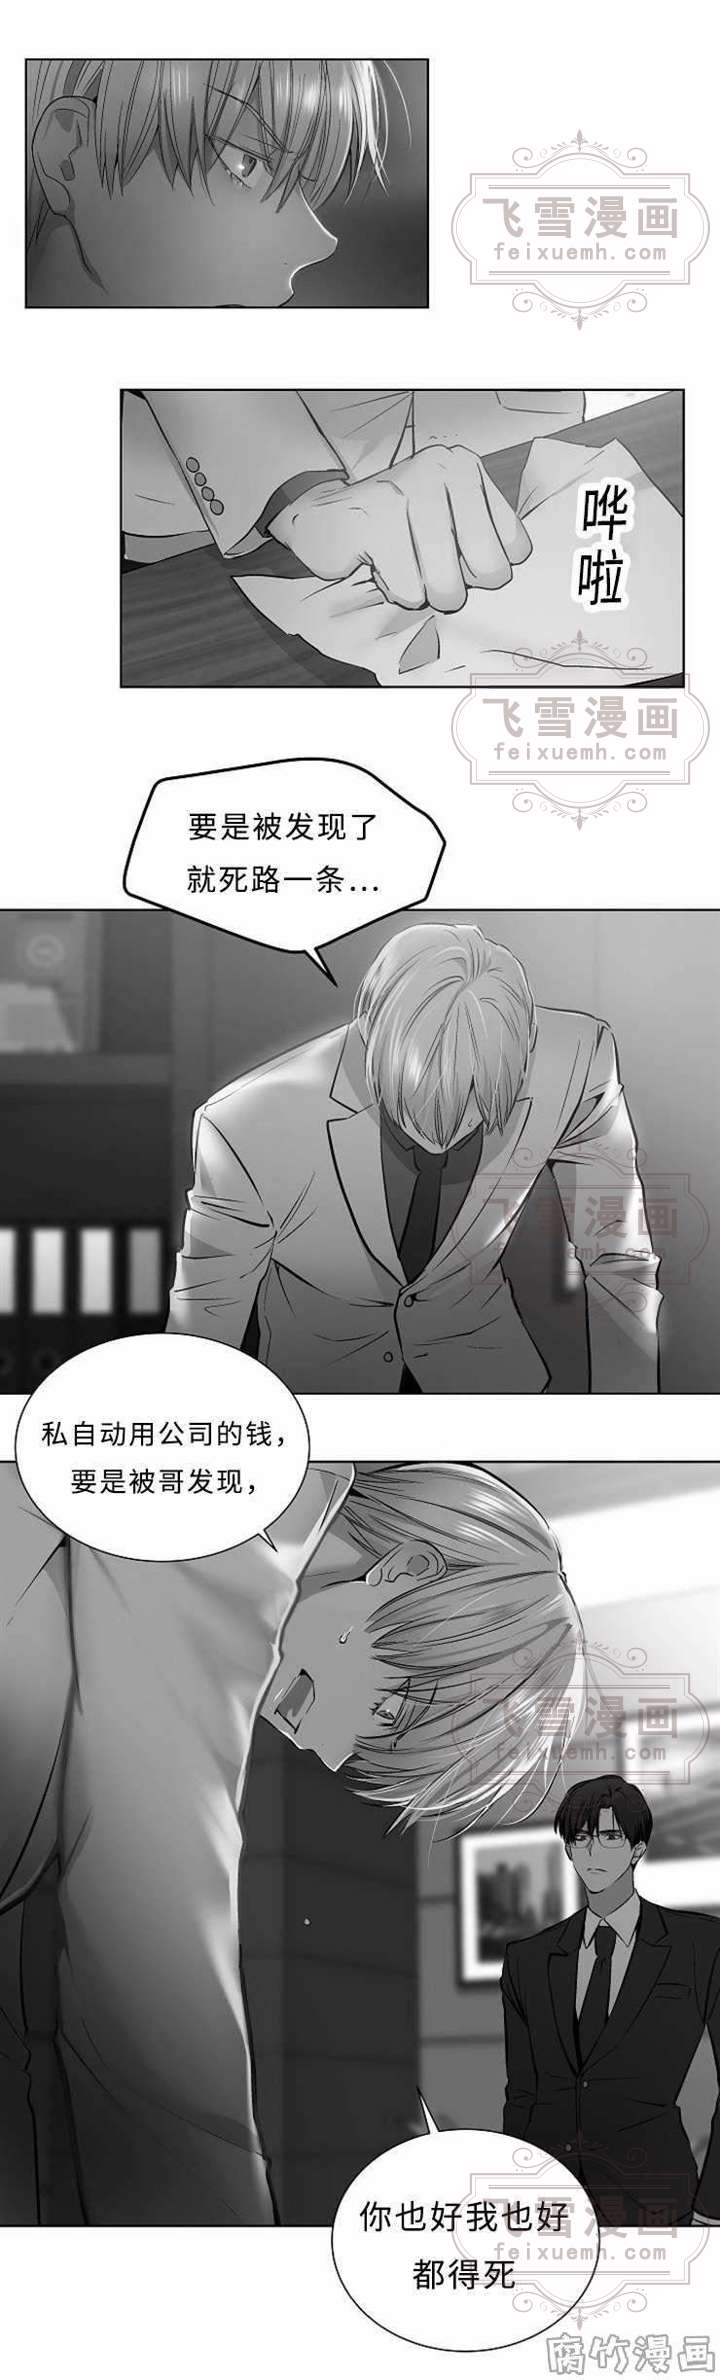 飞雪漫画
feixuemh.com
哗
啦
飞雪漫画
feixuemh.com
要是被发现了
就死路一条...
飞雪漫画
feixuemh.com
私自动用公司的钱，
要是被哥发现，
飞雪漫画
feixuemh.com
你也好我也好
都得死
飞雪漫画
feixuemh.com
腐竹漫画